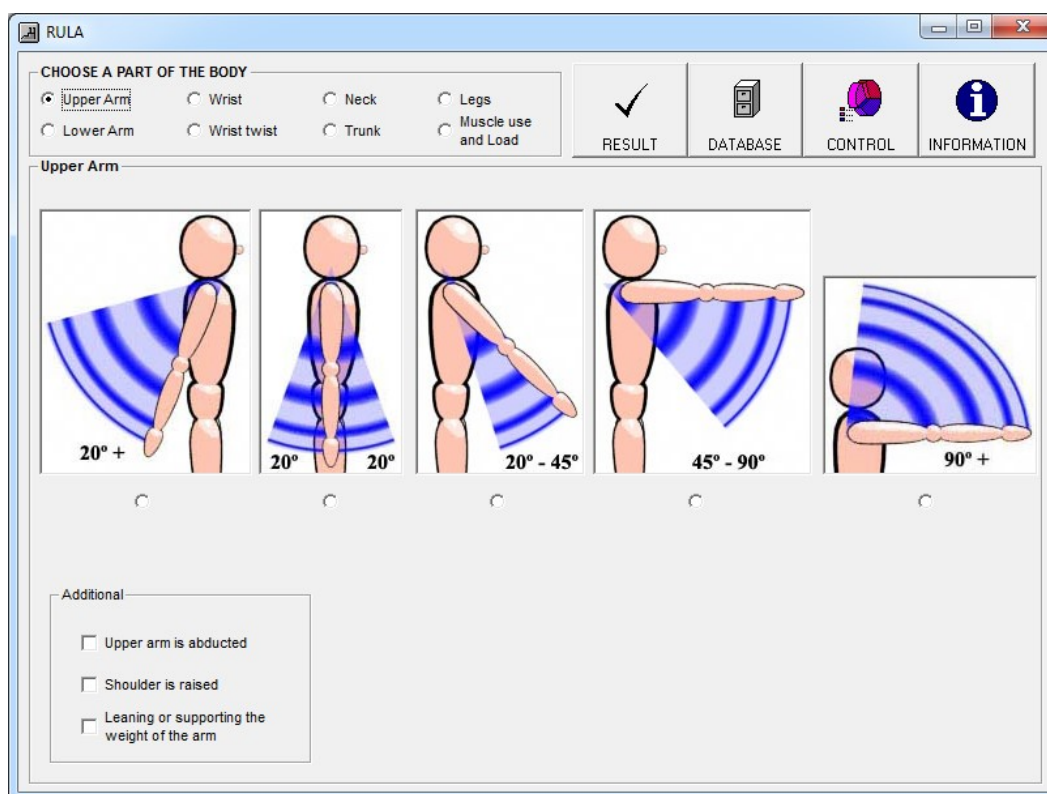 RULA
CHOOSE A PART OF THE BODY
Upper Arm
Wrist
Neck
Legs
Lower Arm
Wrist twist
Trunk
Muscle use
and Load
RESULT
DATABASE
CONTROL
INFORMATION
Upper Arm
20º +
20º 20º
20º - 45º
45º - 90º
90º +
Additional
Upper arm is abducted
Shoulder is raised
Leaning or supporting the
weight of the arm